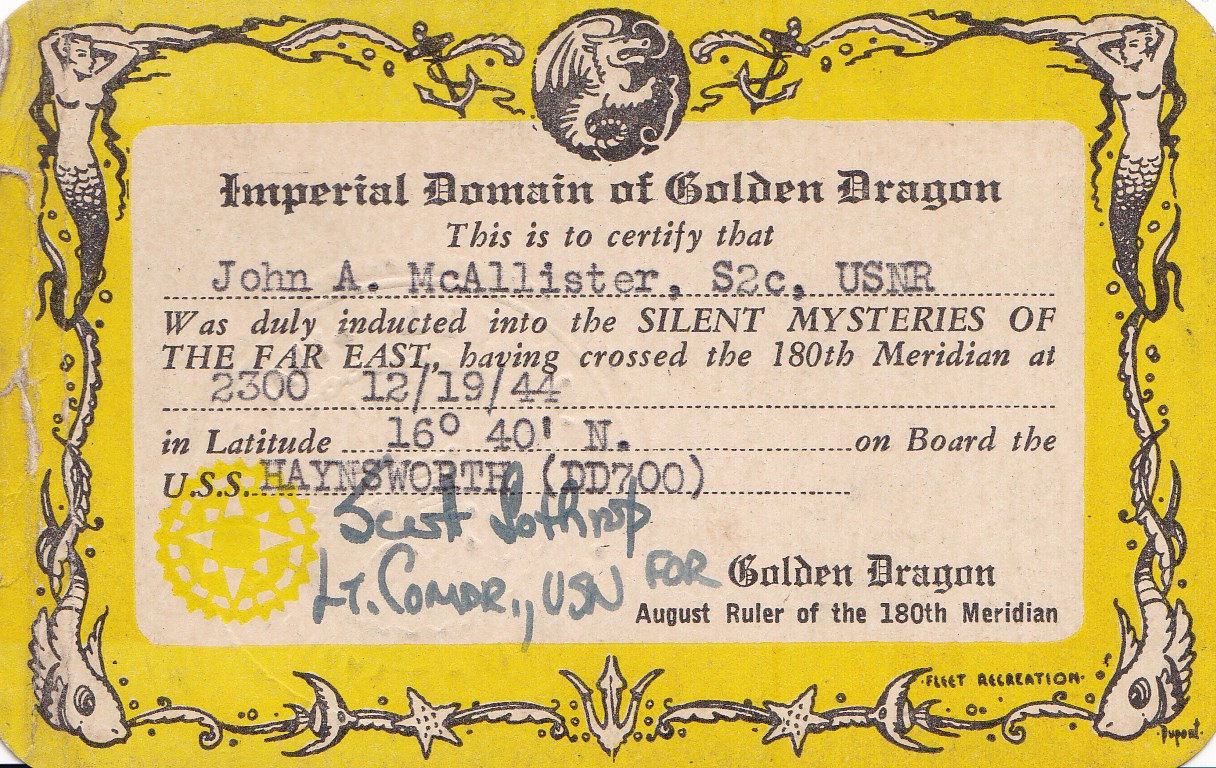 Imperial Domain of Golden Dragon
This is to certify that
John A. McAllister, S2c, USNR
Was duly inducted into the SILENT MYSTERIES OF
THE FAR EAST, having crossed the 180th Meridian at
2300 12/19/44
in Latitude 16° 40' N. on Board the
U.S.S. HAYNSWORTH (DD700)
Scott Lothrop
Lt. Comdr., USN FOR Golden Dragon
August Ruler of the 180th Meridian
FLEET RECREATION
Dupont